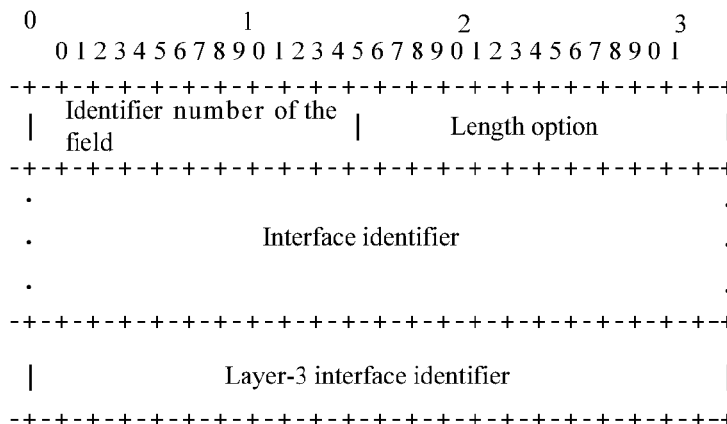 0 1 2 3
0 1 2 3 4 5 6 7 8 9 0 1 2 3 4 5 6 7 8 9 0 1 2 3 4 5 6 7 8 9 0 1
-+-+-+-+-+-+-+-+-+-+-+-+-+-+-+-+-+-+-+-+-+-+-+
| Identifier number of the | Length option |
field
-+-+-+-+-+-+-+-+-+-+-+-+-+-+-+-+-+-+-+-+-+-+-+
. .
. Interface identifier .
. .
-+-+-+-+-+-+-+-+-+-+-+-+-+-+-+-+-+-+-+-+-+-+-+
| Layer-3 interface identifier |
-+-+-+-+-+-+-+-+-+-+-+-+-+-+-+-+-+-+-+-+-+-+-+